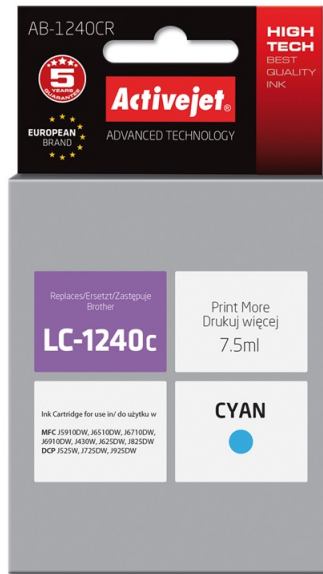 AB-1240CR
HIGH
TECH
BEST
QUALITY
INK
5
YEARS
GUARANTEE
Activejet®
EUROPEAN
BRAND
ADVANCED TECHNOLOGY
Replaces/Ersetzt/Zastępuje
Brother
LC-1240c
Print More
Drukuj więcej
7.5ml
Ink Cartridge for use in/ do użytku w
MFC J5910DW, J6510DW, J6710DW,
J6910DW, J430W, J625DW, J825DW
DCP J525W, J725DW, J925DW
CYAN